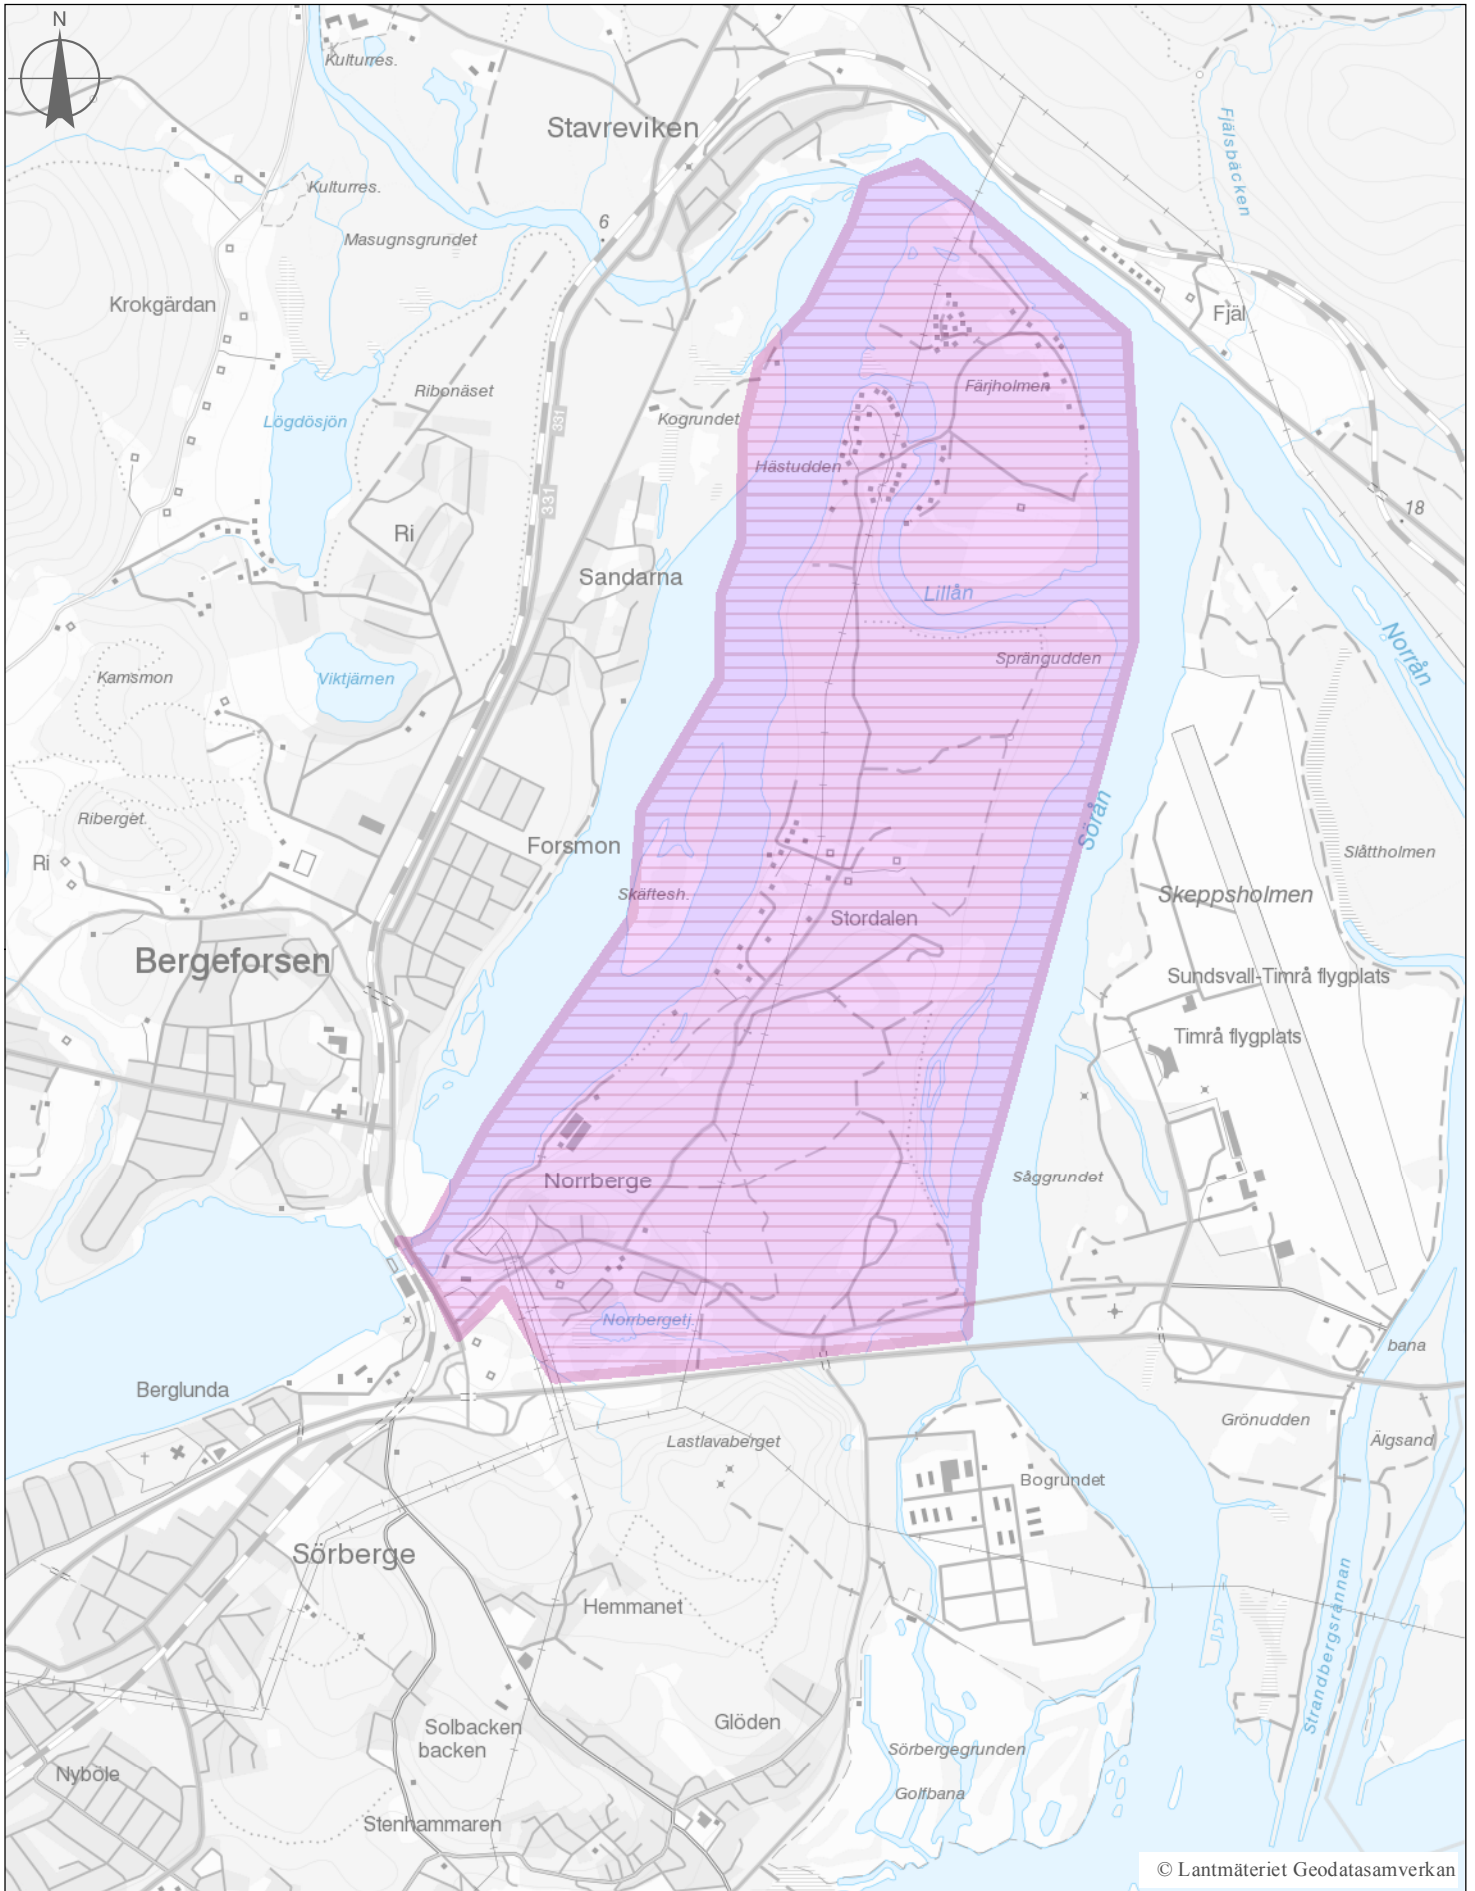 N
Kulturres.
Stavreviken
Fjälsbäcken
Kulturres.
6
Masugnsgrundet
Krokgärdan
Fjäl
Ribonäset
Färjholmen
Lögdösjön
331
Kogrundet
Hästudden
331
18
Ri
Sandarna
Lillån
Norrån
Sprängudden
Kamsmon
Viktjärnen
Riberget
Sörån
Forsmon
Ri
Slåttholmen
Skäftesh.
Skeppsholmen
Stordalen
Bergeforsen
Sundsvall-Timrå flygplats
Timrå flygplats
Såggrundet
Norrberge
Norrbergetj.
bana
Berglunda
Grönudden
Lastlavaberget
Älgsand
Bogrundet
Sörberge
Hemmanet
Strandbergsrännan
Glöden
Solbacken
backen
Sörbergegrunden
Nyböle
Golfbana
Stenhammaren
© Lantmäteriet Geodatasamverkan